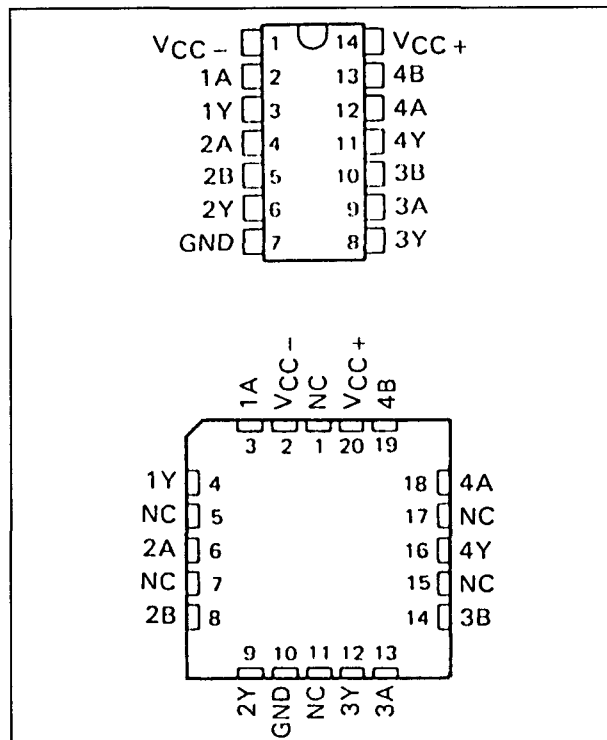 VCC - 1 14 VCC +
1A 2 13 4B
1Y 3 12 4A
2A 4 11 4Y
2B 5 10 3B
2Y 6 9 3A
GND 7 8 3Y
1A VCC - NC VCC + 4B
3 2 1 20 19
1Y 4 18 4A
NC 5 17 NC
2A 6 16 4Y
NC 7 15 NC
2B 8 14 3B
9 10 11 12 13
2Y GND NC 3Y 3A